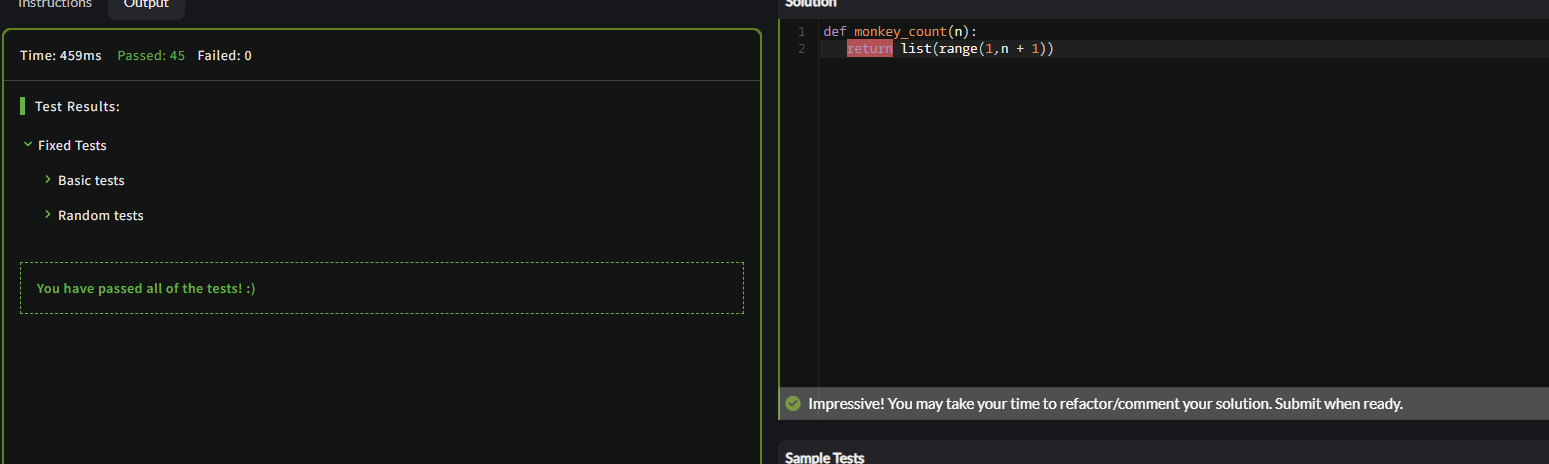 Instructions
Output
Time: 459ms Passed: 45 Failed: 0
Test Results:
Fixed Tests
Basic tests
Random tests
You have passed all of the tests! :)
Solution
1 def monkey_count(n):
2 return list(range(1,n + 1))
Impressive! You may take your time to refactor/comment your solution. Submit when ready.
Sample Tests